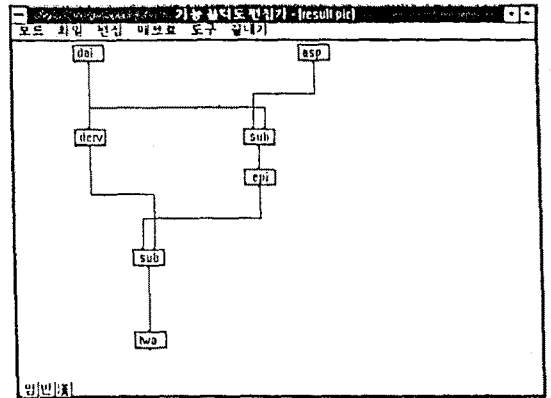 기능 블럭도 편집기 - [result.plc]
모드 화일 편집 매크로 도구 끝내기
dai asp
derv sub
epi
sub
twa